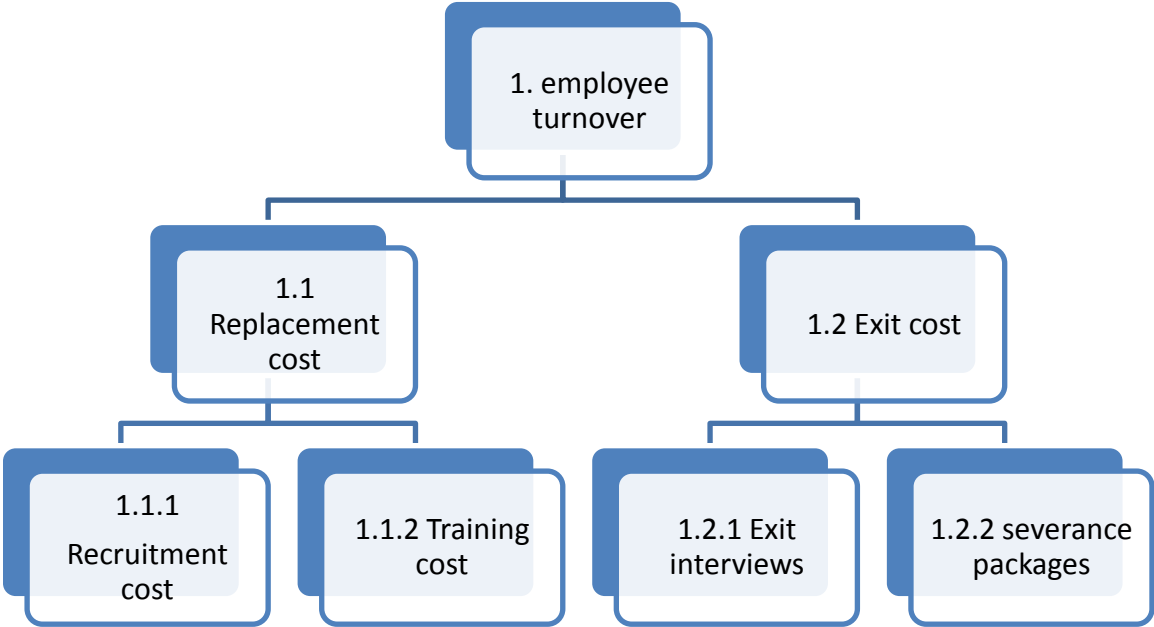 1. employee
turnover
1.1
Replacement
cost
1.2 Exit cost
1.1.1
Recruitment
cost
1.1.2 Training
cost
1.2.1 Exit
interviews
1.2.2 severance
packages